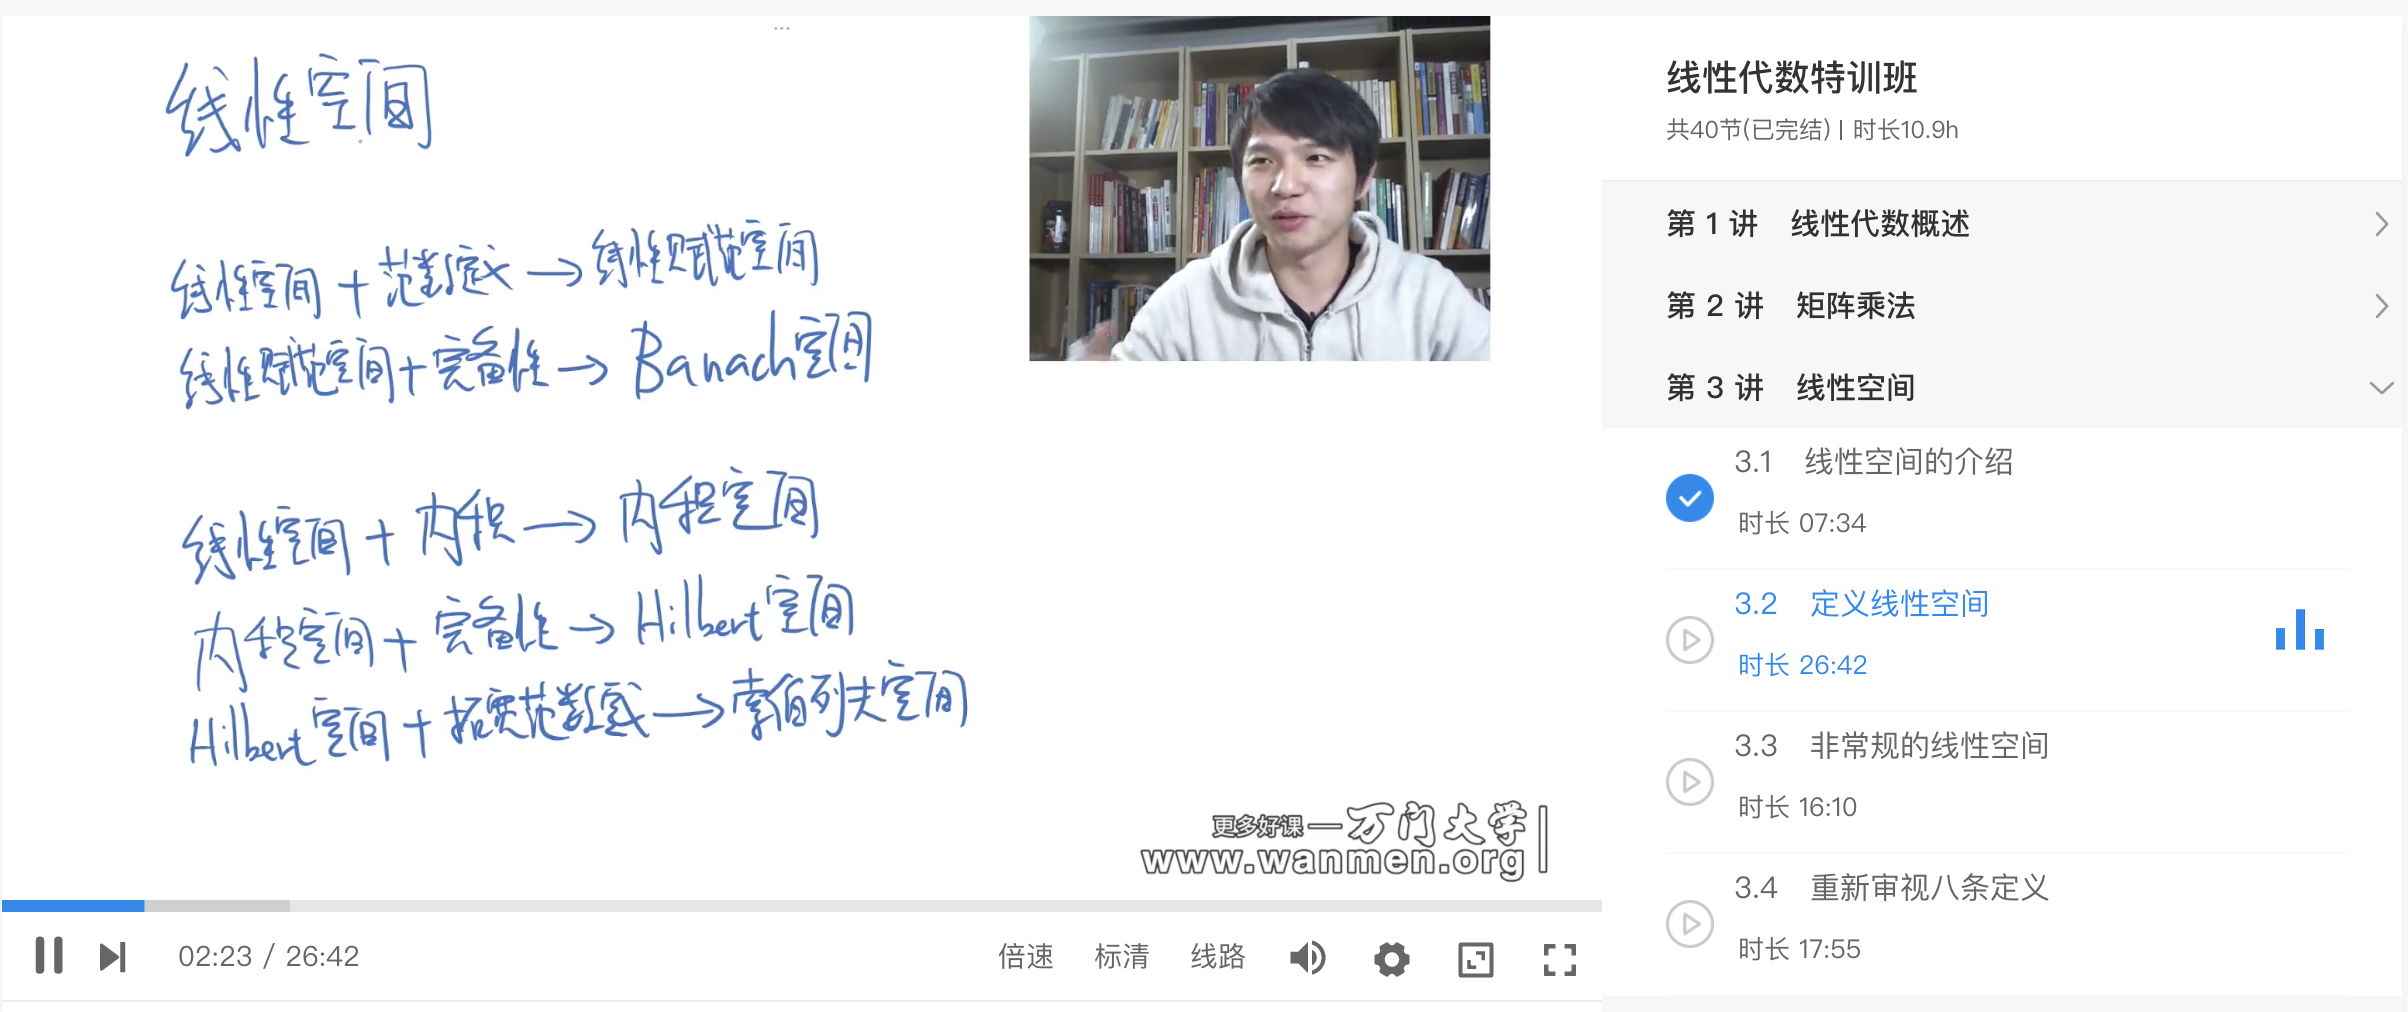 线性空间
线性空间 + 范数定义 → 线性赋范空间
线性赋范空间 + 完备性 → Banach空间
线性空间 + 内积 → 内积空间
内积空间 + 完备性 → Hilbert空间
Hilbert空间 + 拓宽范数定义 → 索伯列夫空间
更多好课—万门大学
www.wanmen.org
02:23 / 26:42
倍速 标清 线路
线性代数特训班
共40节(已完结) | 时长10.9h
第 1 讲 线性代数概述
第 2 讲 矩阵乘法
第 3 讲 线性空间
3.1 线性空间的介绍
时长 07:34
3.2 定义线性空间
时长 26:42
3.3 非常规的线性空间
时长 16:10
3.4 重新审视八条定义
时长 17:55